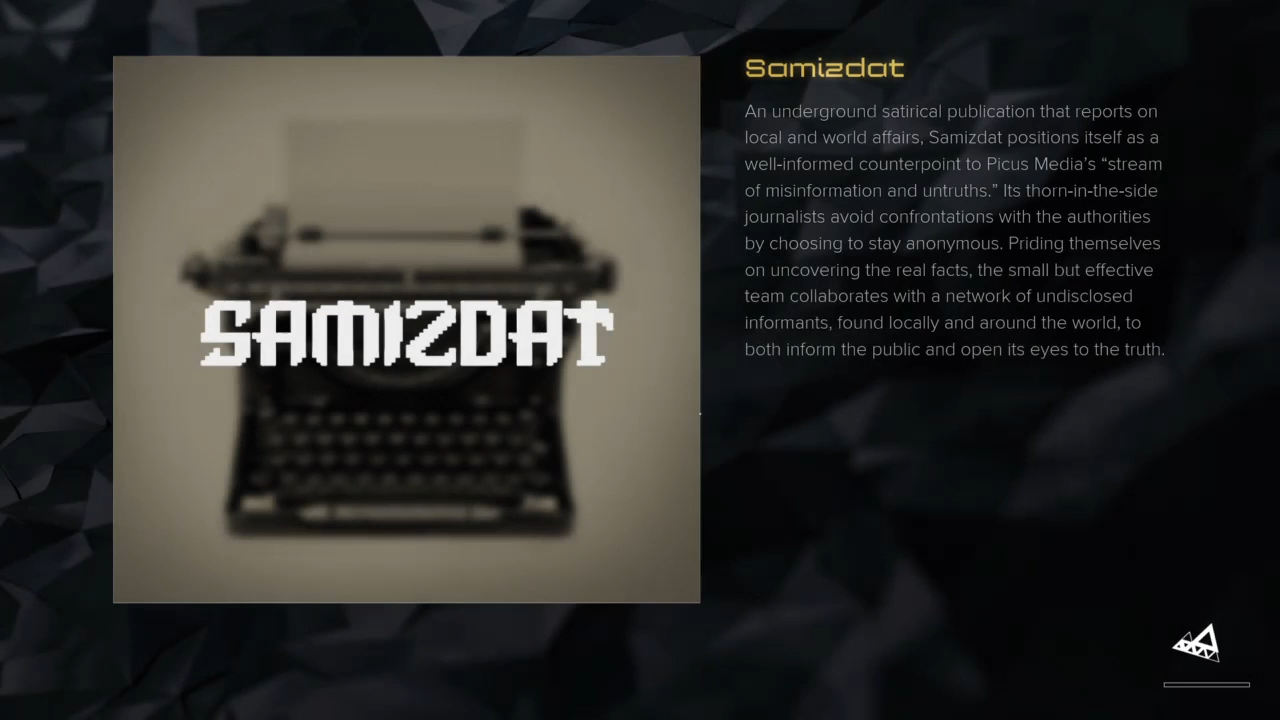 Samizdat
An underground satirical publication that reports on
local and world affairs, Samizdat positions itself as a
well-informed counterpoint to Picus Media's “stream
of misinformation and untruths.” Its thorn-in-the-side
journalists avoid confrontations with the authorities
by choosing to stay anonymous. Priding themselves
on uncovering the real facts, the small but effective
team collaborates with a network of undisclosed
informants, found locally and around the world, to
both inform the public and open its eyes to the truth.
SAMIZDAT